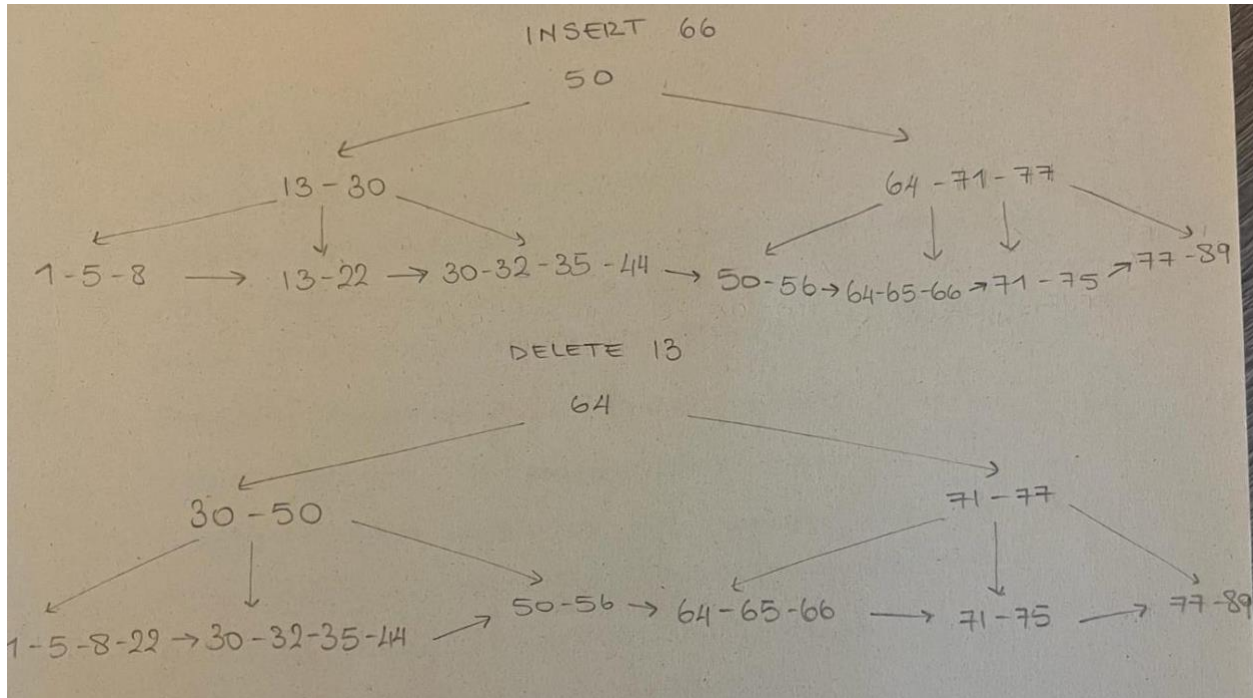 INSERT 66
50
13-30 64-71-77
1-5-8 → 13-22 → 30-32-35-44 → 50-56 → 64-65-66 → 71-75 → 77-89
DELETE 13
64
30-50 71-77
1-5-8-22 → 30-32-35-44 → 50-56 → 64-65-66 → 71-75 → 77-89